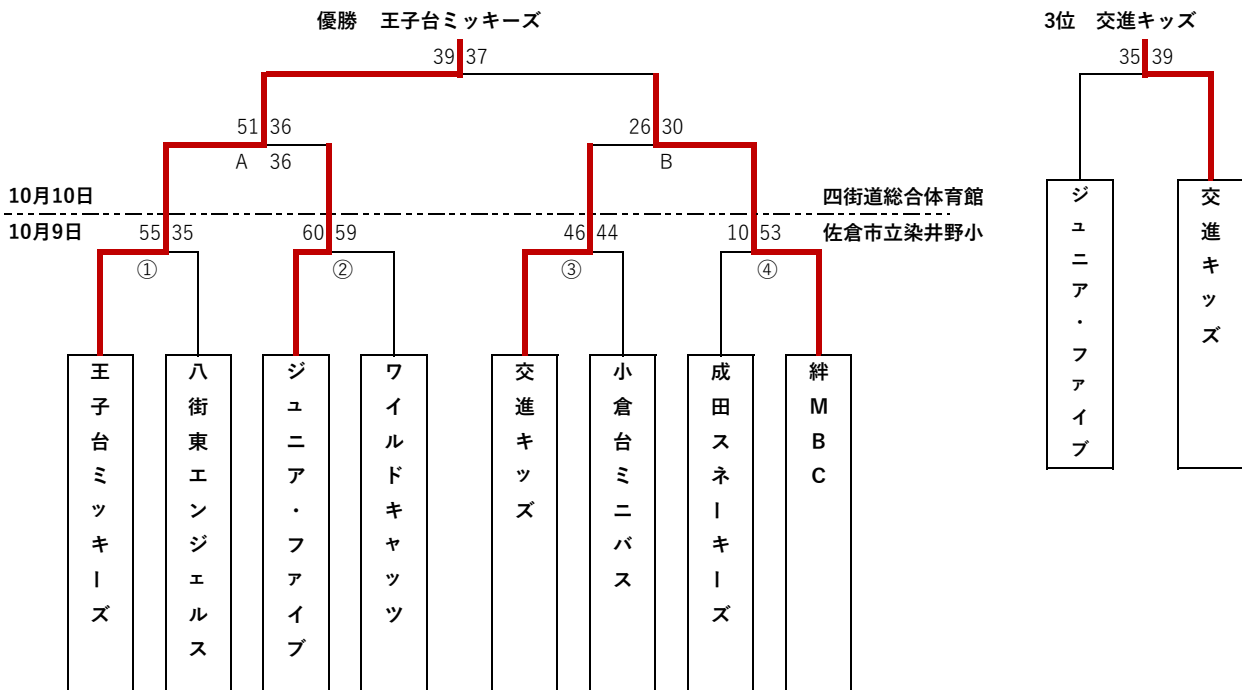 優勝　王子台ミッキーズ
3位　交進キッズ
39 37
35 39
51 36
26 30
A 36
B
10月10日
四街道総合体育館
10月9日
佐倉市立染井野小
55 35
60 59
46 44
10 53
①
②
③
④
王子台ミッキーズ
八街東エンジェルス
ジュニア・ファイブ
ワイルドキャッツ
交進キッズ
小倉台ミニバス
成田スネーキーズ
絆MBC
ジュニア・ファイブ
交進キッズ